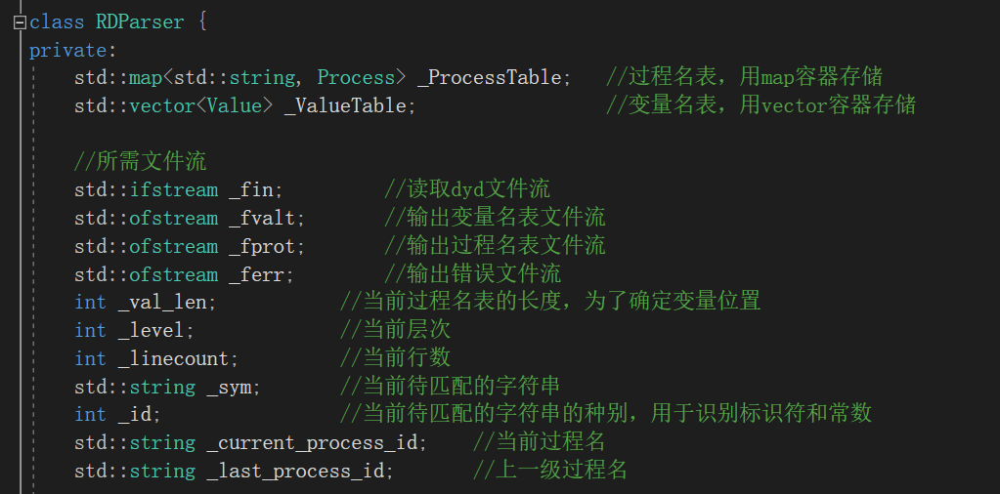 class RDParser {
private:
    std::map<std::string, Process> _ProcessTable;   //过程名表，用map容器存储
    std::vector<Value> _ValueTable;                 //变量名表，用vector容器存储
    //所需文件流
    std::ifstream _fin;         //读取dyd文件流
    std::ofstream _fvalt;       //输出变量名表文件流
    std::ofstream _fprot;       //输出过程名表文件流
    std::ofstream _ferr;        //输出错误文件流
    int _val_len;           //当前过程名表的长度，为了确定变量位置
    int _level;             //当前层次
    int _linecount;         //当前行数
    std::string _sym;       //当前待匹配的字符串
    int _id;                //当前待匹配的字符串的种别，用于识别标识符和常数
    std::string _current_process_id;    //当前过程名
    std::string _last_process_id;       //上一级过程名